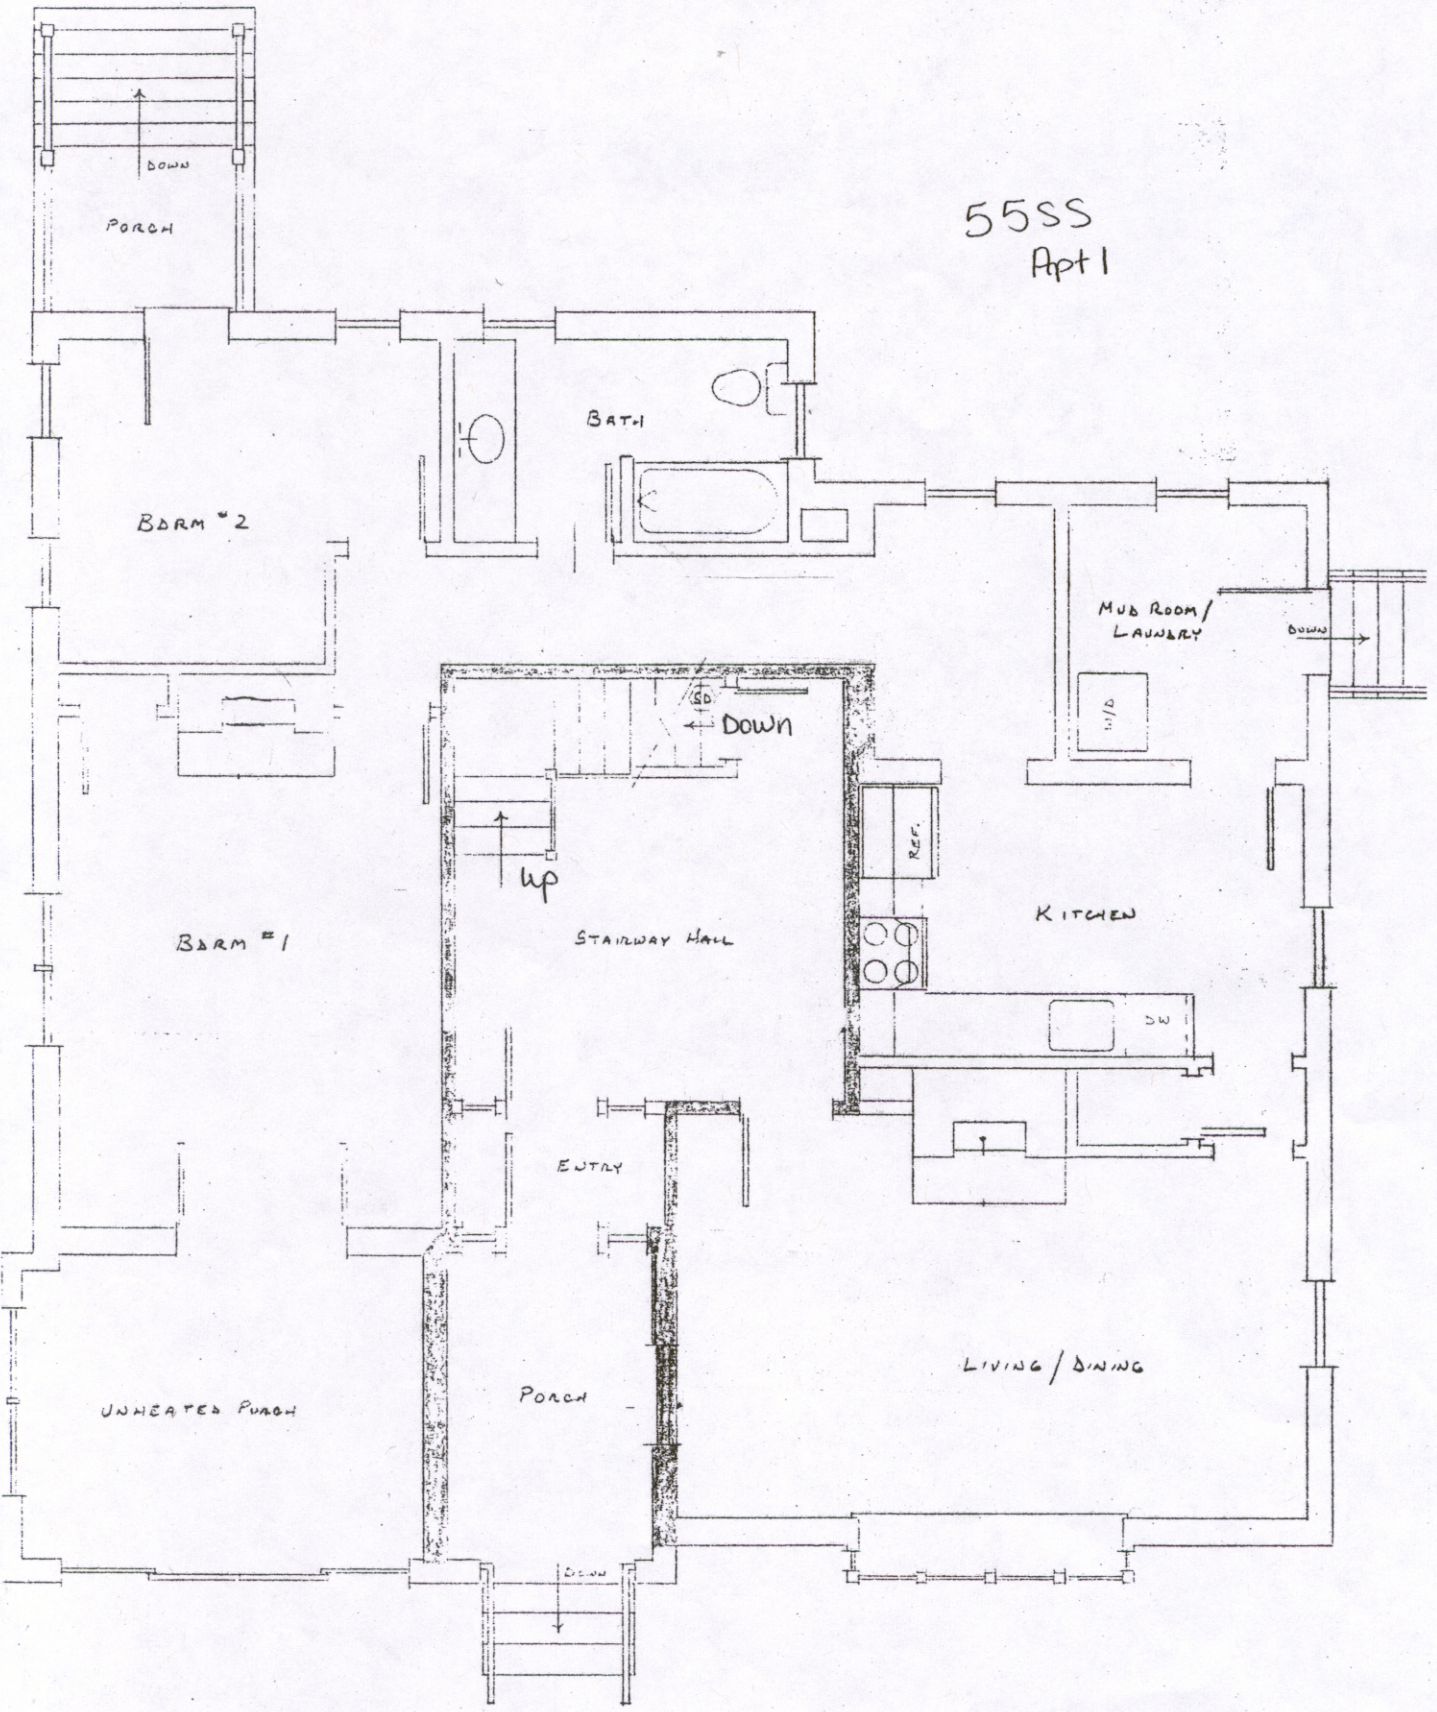 DOWN
PORCH
55SS
Apt 1
BATH
BDRM #2
MUD ROOM/
LAUNDRY
DOWN
W/D
SD
DOWN
REF.
Up
KITCHEN
BDRM #1
STAIRWAY HALL
DW
ENTRY
LIVING / DINING
PORCH
UNHEATED PORCH
DOWN